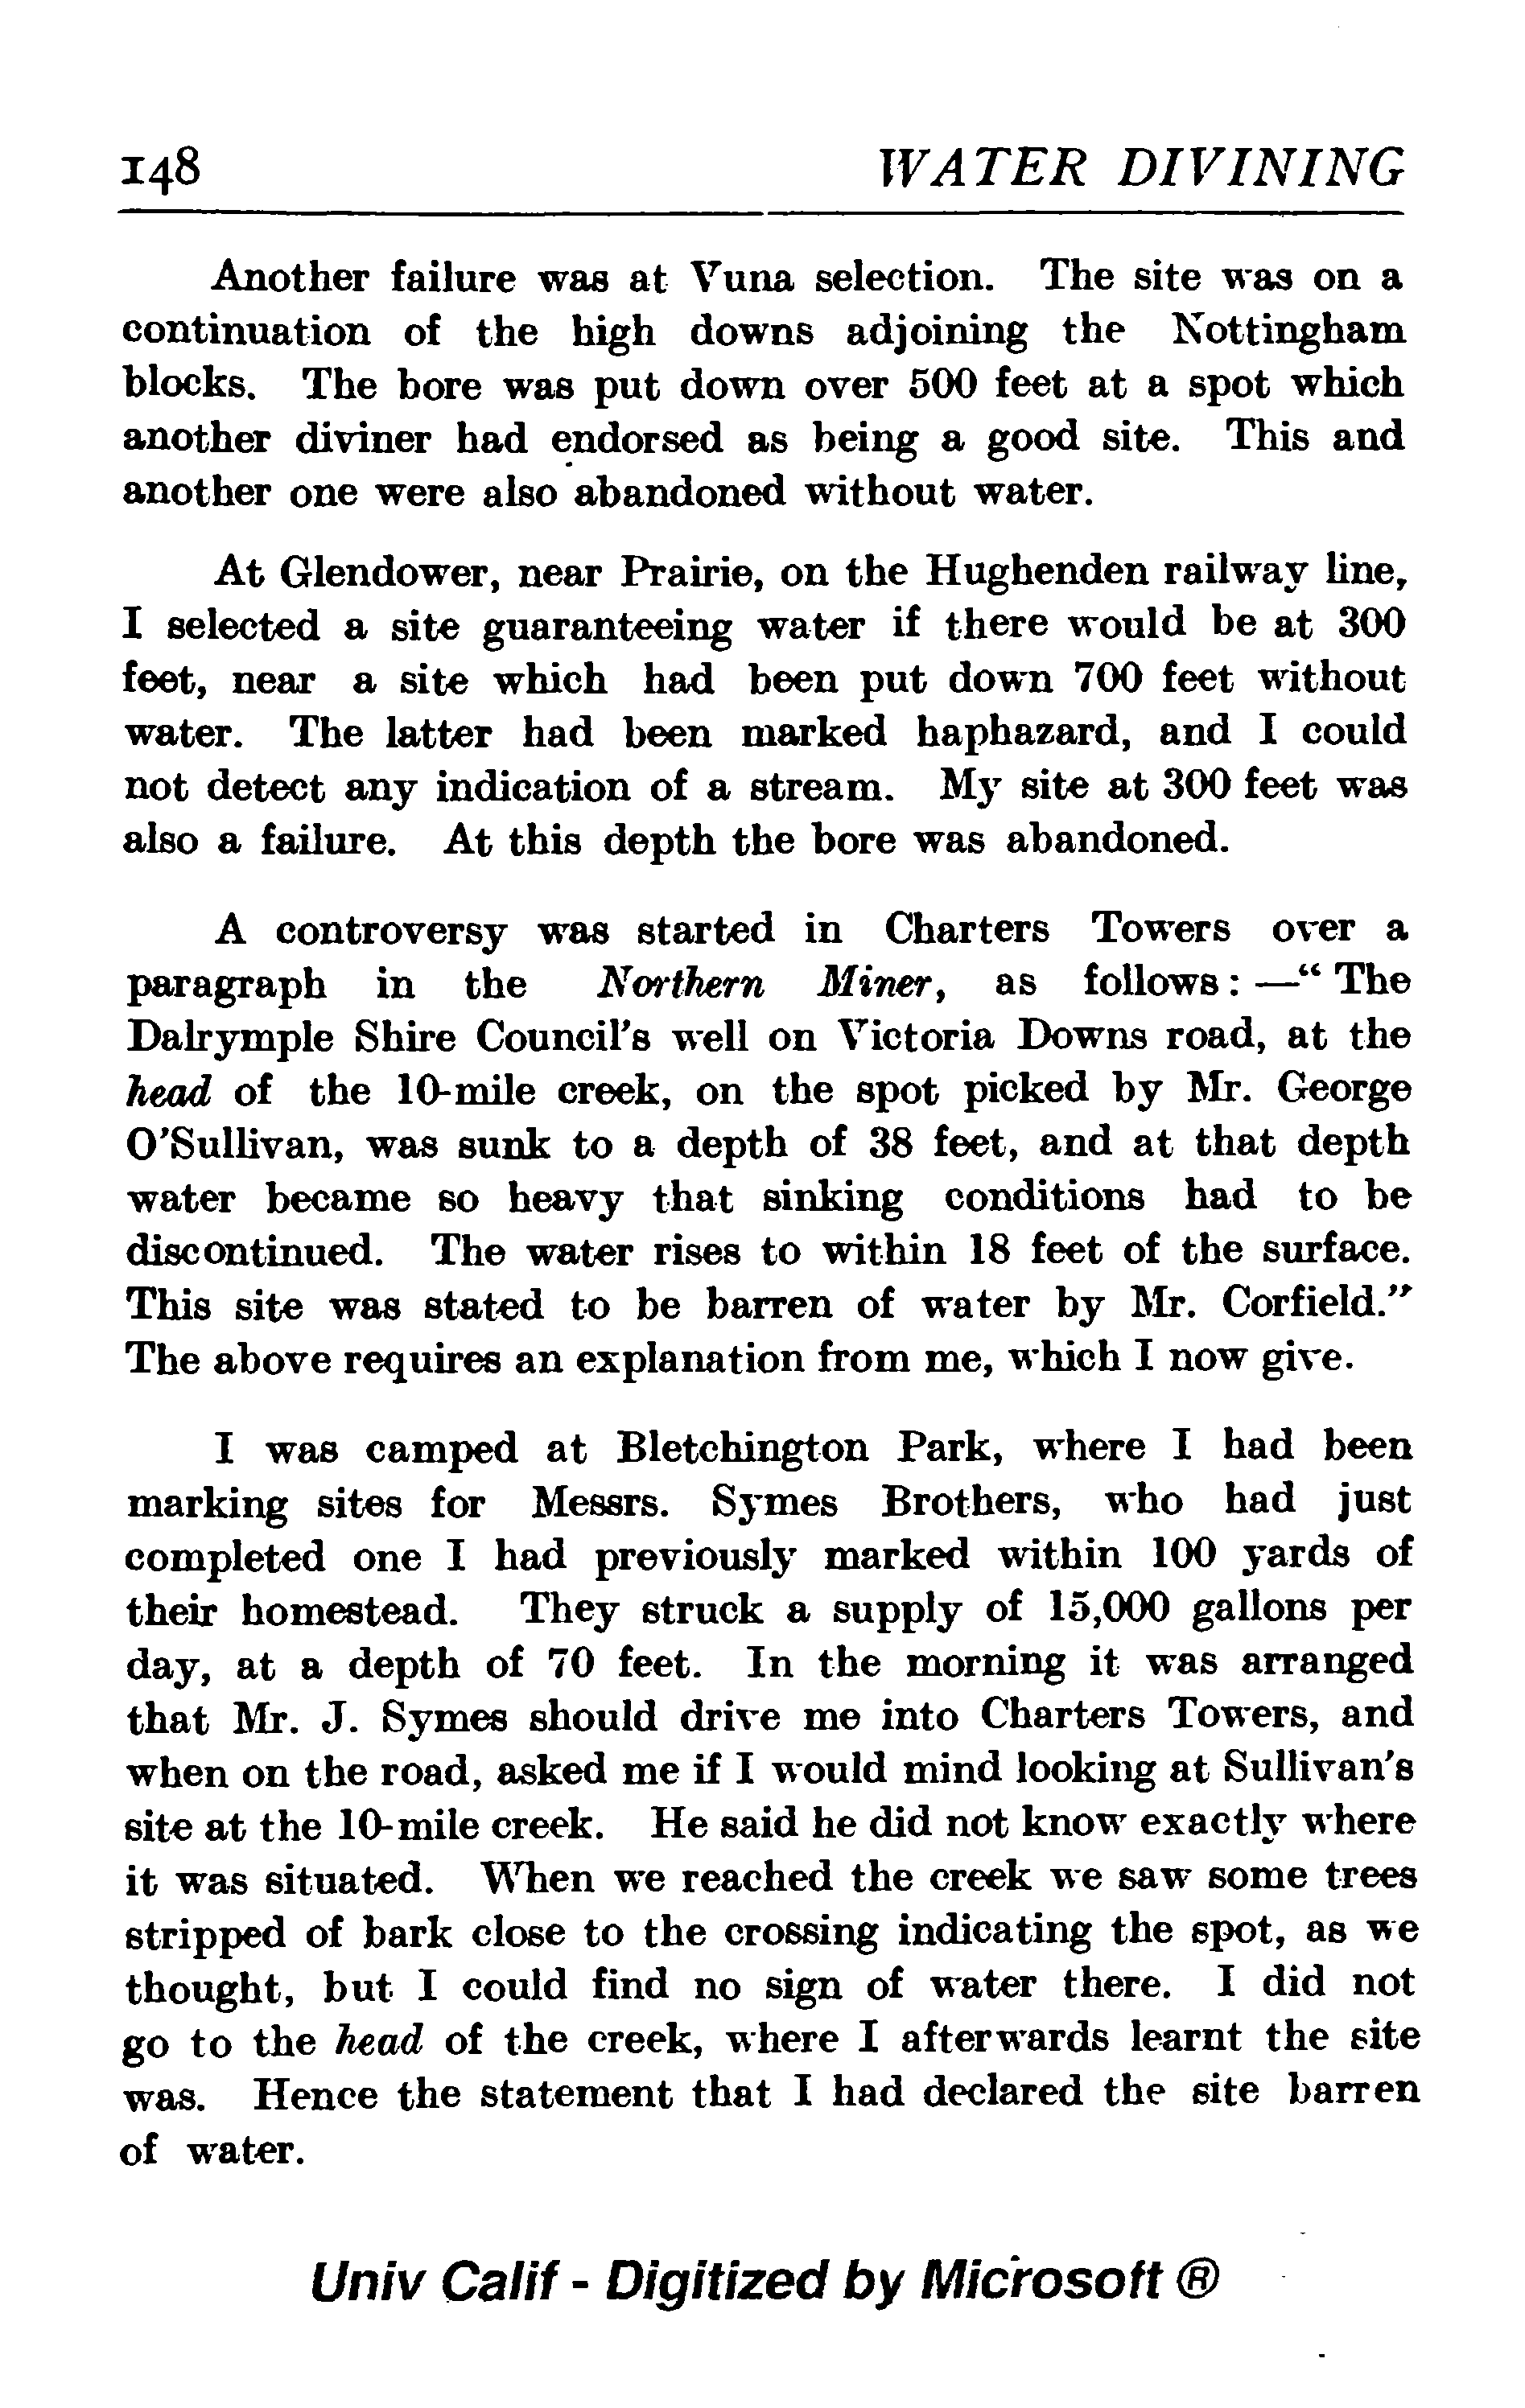 148 WATER DIVINING
Another failure was at Vuna selection. The site was on a
continuation of the high downs adjoining the Nottingham
blocks. The bore was put down over 500 feet at a spot which
another diviner had endorsed as being a good site. This and
another one were also abandoned without water.
At Glendower, near Prairie, on the Hughenden railway line,
I selected a site guaranteeing water if there would be at 300
feet, near a site which had been put down 700 feet without
water. The latter had been marked haphazard, and I could
not detect any indication of a stream. My site at 300 feet was
also a failure. At this depth the bore was abandoned.
A controversy was started in Charters Towers over a
paragraph in the Northern Miner, as follows: —“ The
Dalrymple Shire Council's well on Victoria Downs road, at the
head of the 10-mile creek, on the spot picked by Mr. George
O'Sullivan, was sunk to a depth of 38 feet, and at that depth
water became so heavy that sinking conditions had to be
discontinued. The water rises to within 18 feet of the surface.
This site was stated to be barren of water by Mr. Corfield.”
The above requires an explanation from me, which I now give.
I was camped at Bletchington Park, where I had been
marking sites for Messrs. Symes Brothers, who had just
completed one I had previously marked within 100 yards of
their homestead. They struck a supply of 15,000 gallons per
day, at a depth of 70 feet. In the morning it was arranged
that Mr. J. Symes should drive me into Charters Towers, and
when on the road, asked me if I would mind looking at Sullivan's
site at the 10-mile creek. He said he did not know exactly where
it was situated. When we reached the creek we saw some trees
stripped of bark close to the crossing indicating the spot, as we
thought, but I could find no sign of water there. I did not
go to the head of the creek, where I afterwards learnt the site
was. Hence the statement that I had declared the site barren
of water.
Univ Calif - Digitized by Microsoft ®